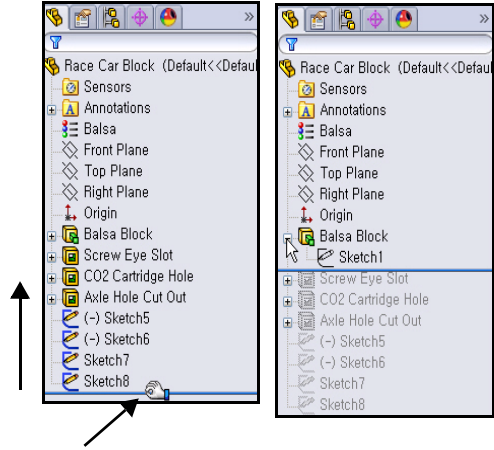 »
Race Car Block (Default<<Defaul
Sensors
Annotations
Balsa
Front Plane
Top Plane
Right Plane
Origin
Balsa Block
Screw Eye Slot
CO2 Cartridge Hole
Axle Hole Cut Out
(-) Sketch5
(-) Sketch6
Sketch7
Sketch8
»
Race Car Block (Default<<Defaul
Sensors
Annotations
Balsa
Front Plane
Top Plane
Right Plane
Origin
Balsa Block
Sketch1
Screw Eye Slot
CO2 Cartridge Hole
Axle Hole Cut Out
(-) Sketch5
(-) Sketch6
Sketch7
Sketch8